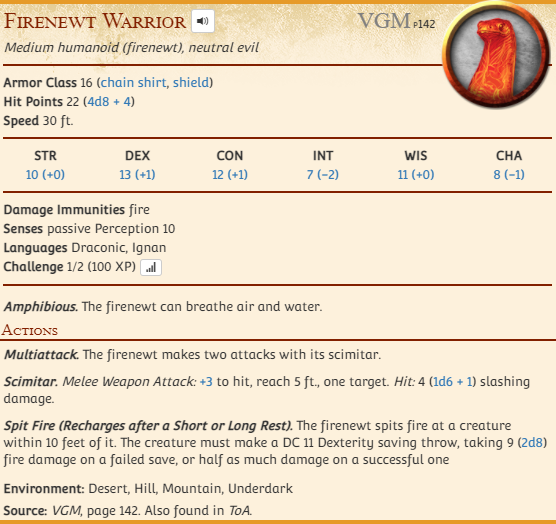 Firenewt Warrior VGM p142
Medium humanoid (firenewt), neutral evil
Armor Class 16 (chain shirt, shield)
Hit Points 22 (4d8 + 4)
Speed 30 ft.
STR DEX CON INT WIS CHA
10 (+0) 13 (+1) 12 (+1) 7 (−2) 11 (+0) 8 (−1)
Damage Immunities fire
Senses passive Perception 10
Languages Draconic, Ignan
Challenge 1/2 (100 XP)
Amphibious. The firenewt can breathe air and water.
Actions
Multiattack. The firenewt makes two attacks with its scimitar.
Scimitar. Melee Weapon Attack: +3 to hit, reach 5 ft., one target. Hit: 4 (1d6 + 1) slashing
damage.
Spit Fire (Recharges after a Short or Long Rest). The firenewt spits fire at a creature
within 10 feet of it. The creature must make a DC 11 Dexterity saving throw, taking 9 (2d8)
fire damage on a failed save, or half as much damage on a successful one
Environment: Desert, Hill, Mountain, Underdark
Source: VGM, page 142. Also found in ToA.